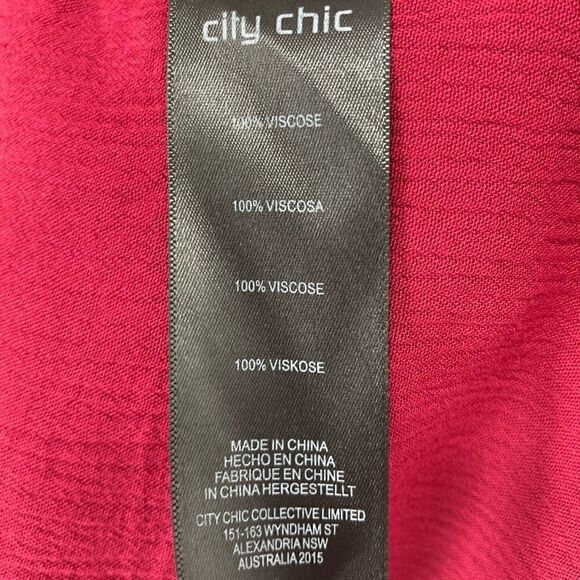 city chic
100% VISCOSE
100% VISCOSA
100% VISCOSE
100% VISKOSE
MADE IN CHINA
HECHO EN CHINA
FABRIQUE EN CHINE
IN CHINA HERGESTELLT
CITY CHIC COLLECTIVE LIMITED
151-163 WYNDHAM ST
ALEXANDRIA NSW
AUSTRALIA 2015